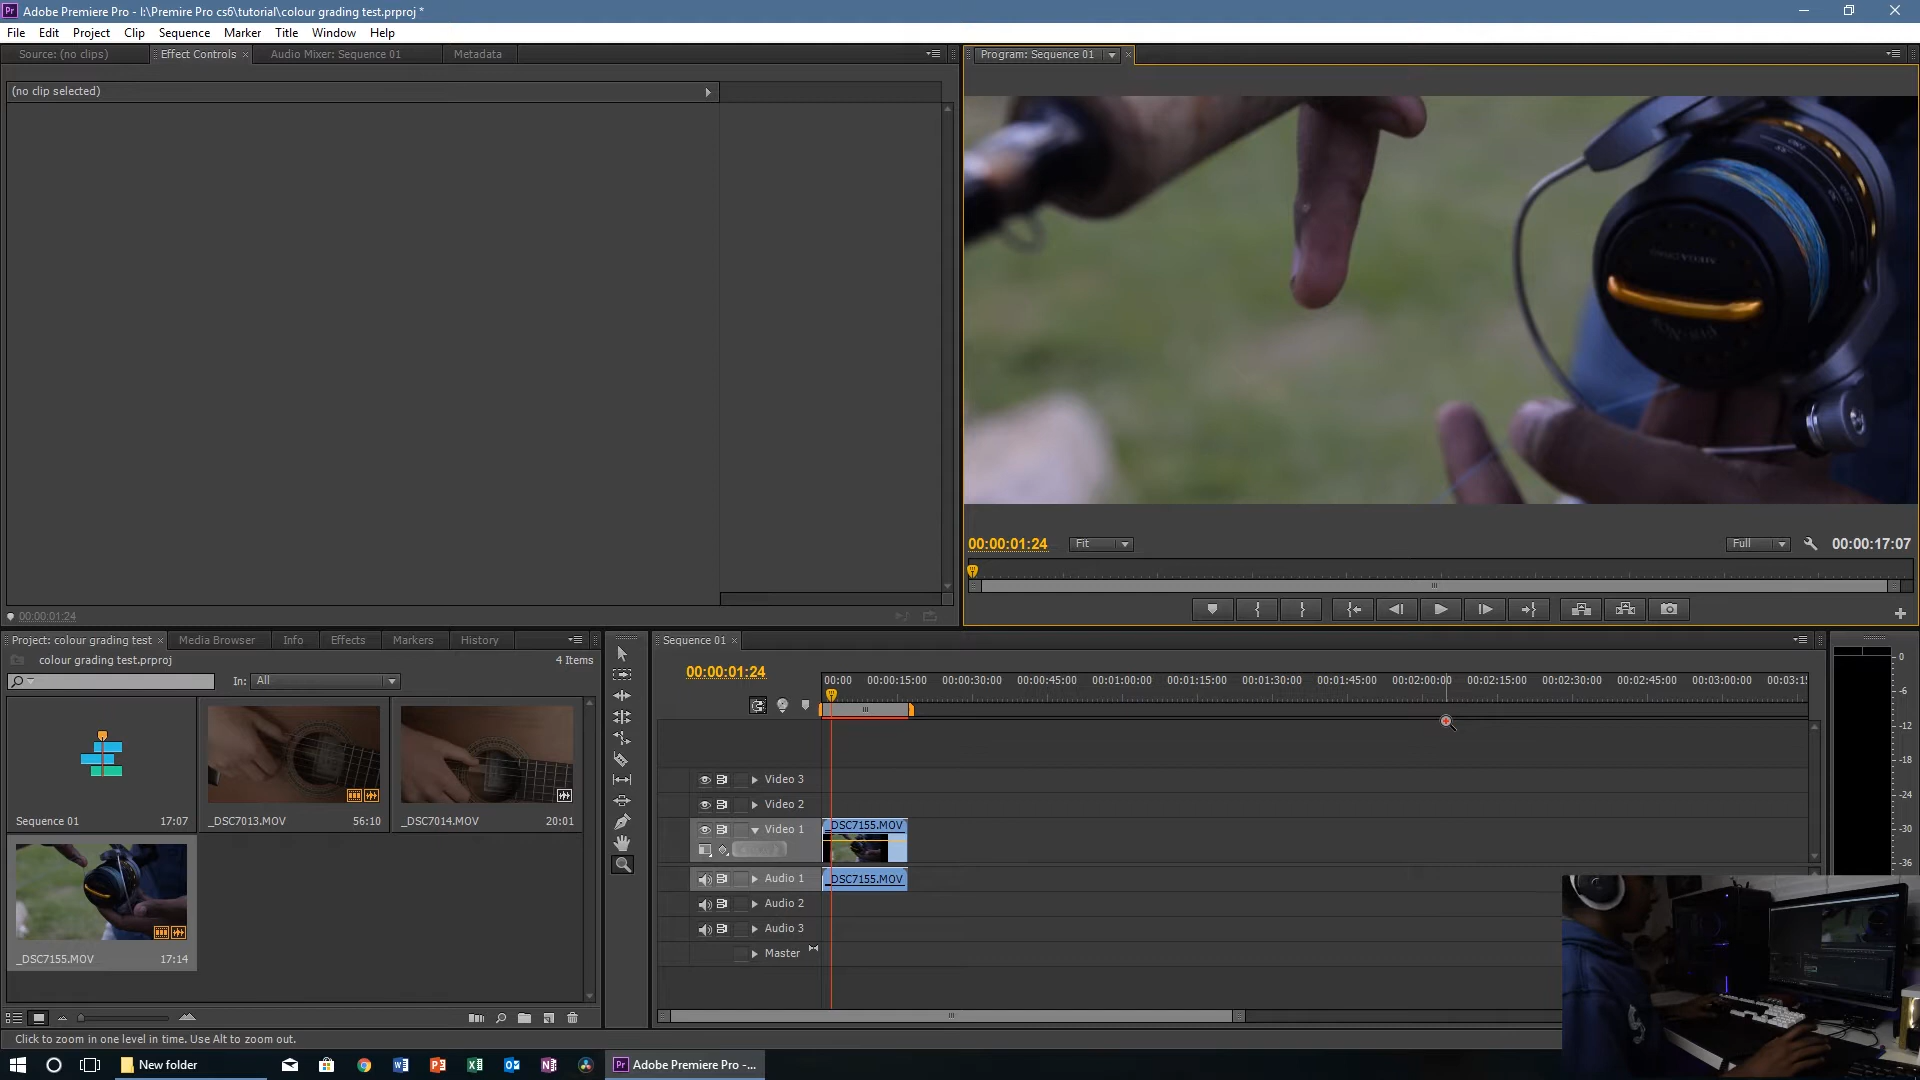 Pr Adobe Premiere Pro - I:\Premire Pro cs6\tutorial\colour grading test.prproj *
File Edit Project Clip Sequence Marker Title Window Help
Source: (no clips) Effect Controls × Audio Mixer: Sequence 01 Metadata
Program: Sequence 01
(no clip selected)
00:00:01:24 Fit Full 00:00:17:07
00:00:01:24
Project: colour grading test × Media Browser Info Effects Markers History
Sequence 01 ×
colour grading test.prproj 4 Items
In: All
00:00:01:24
00:00 00:00:15:00 00:00:30:00 00:00:45:00 00:01:00:00 00:01:15:00 00:01:30:00 00:01:45:00 00:02:00:00 00:02:15:00 00:02:30:00 00:02:45:00 00:03:00:00 00:03:15
0
-6
-12
-18
-24
-30
-36
Video 3
Video 2
Video 1 _DSC7155.MOV
Audio 1 _DSC7155.MOV
Audio 2
Audio 3
Master
Sequence 01 17:07
_DSC7013.MOV 56:10
_DSC7014.MOV 20:01
_DSC7155.MOV 17:14
Click to zoom in one level in time. Use Alt to zoom out.
New folder
Pr Adobe Premiere Pro -...